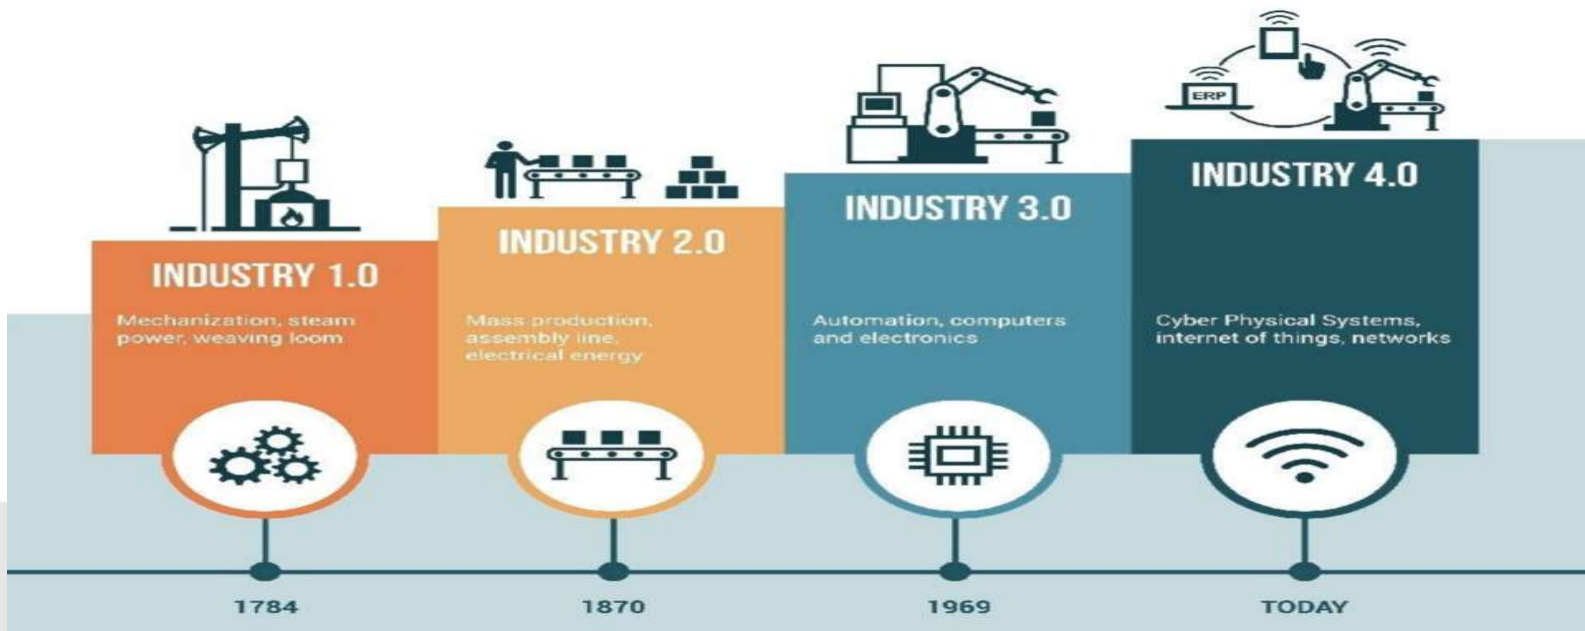 ERP
INDUSTRY 1.0
Mechanization, steam
power, weaving loom
INDUSTRY 2.0
Mass production,
assembly line,
electrical energy
INDUSTRY 3.0
Automation, computers
and electronics
INDUSTRY 4.0
Cyber Physical Systems,
internet of things, networks
1784
1870
1969
TODAY